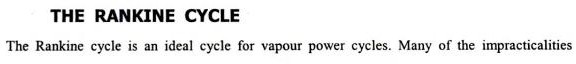 THE RANKINE CYCLE
The Rankine cycle is an ideal cycle for vapour power cycles. Many of the impracticalities